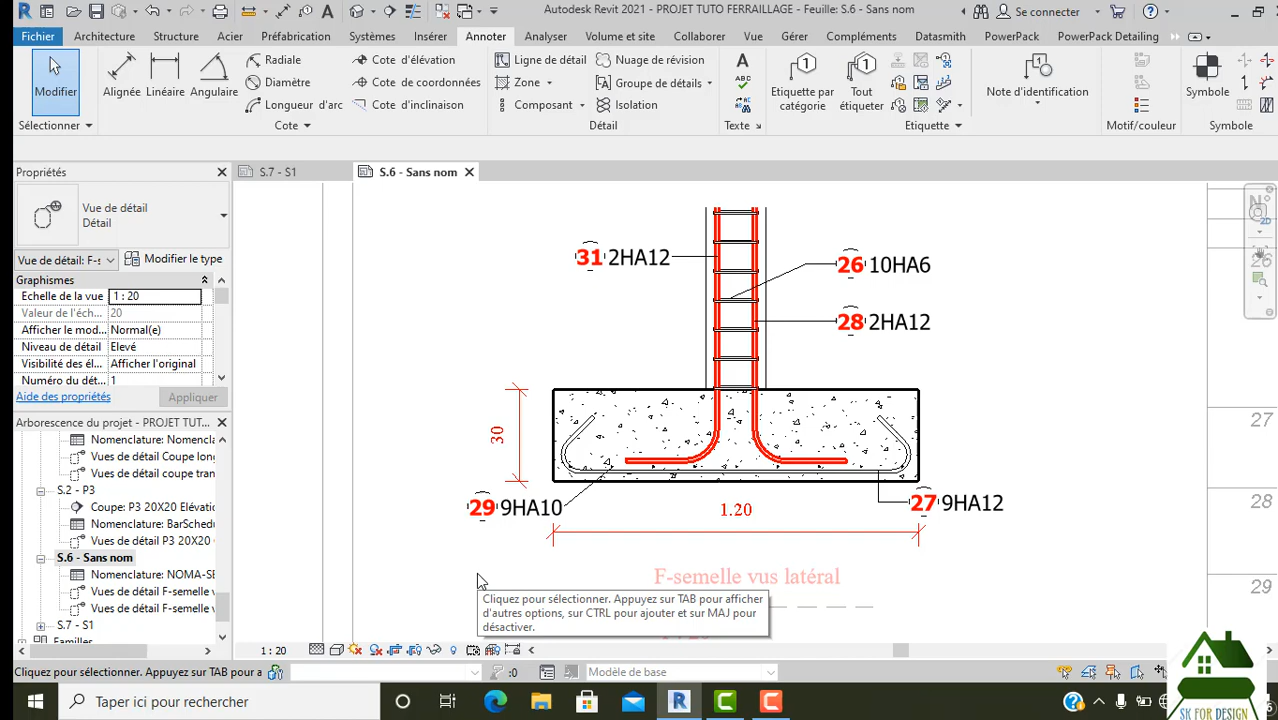 Autodesk Revit 2021 - PROJET TUTO FERRAILLAGE - Feuille: S.6 - Sans nom
Se connecter
Fichier Architecture Structure Acier Préfabrication Systèmes Insérer Annoter Analyser Volume et site Collaborer Vue Gérer Compléments Datasmith PowerPack PowerPack Detailing
Modifier
Alignée Linéaire Angulaire
Radiale
Diamètre
Longueur d'arc
Cote d'élévation
Cote de coordonnées
Cote d'inclinaison
Ligne de détail
Zone
Composant
Nuage de révision
Groupe de détails
Isolation
Etiquette par catégorie
Tout étiqueter
Note d'identification
Symbole
Sélectionner Cote Détail Texte Etiquette Motif/couleur Symbole
Propriétés
S.7 - S1
S.6 - Sans nom
Vue de détail
Détail
Vue de détail: F-s
Modifier le type
Graphismes
Echelle de la vue 1 : 20
Valeur de l'éch... 20
Afficher le mod... Normal(e)
Niveau de détail Elevé
Visibilité des él... Afficher l'original
Numéro du dét... 1
Aide des propriétés
Appliquer
Arborescence du projet - PROJET TUT...
Nomenclature: Nomenc
Vues de détail Coupe long
Vues de détail coupe tran
S.2 - P3
Coupe: P3 20X20 Elévati
Nomenclature: BarSched
Vues de détail P3 20X20
S.6 - Sans nom
Nomenclature: NOMA-SE
Vues de détail F-semelle v
Vues de détail F-semelle v
S.7 - S1
Familles
31 2HA12
26 10HA6
28 2HA12
30
29 9HA10
27 9HA12
1.20
F-semelle vus latéral
26
27
28
29
Cliquez pour sélectionner. Appuyez sur TAB pour afficher
d'autres options, sur CTRL pour ajouter et sur MAJ pour
désactiver.
1 : 20
Cliquez pour sélectionner. Appuyez sur TAB pour a
:0
Modèle de base
Taper ici pour rechercher
SK FOR DESIGN